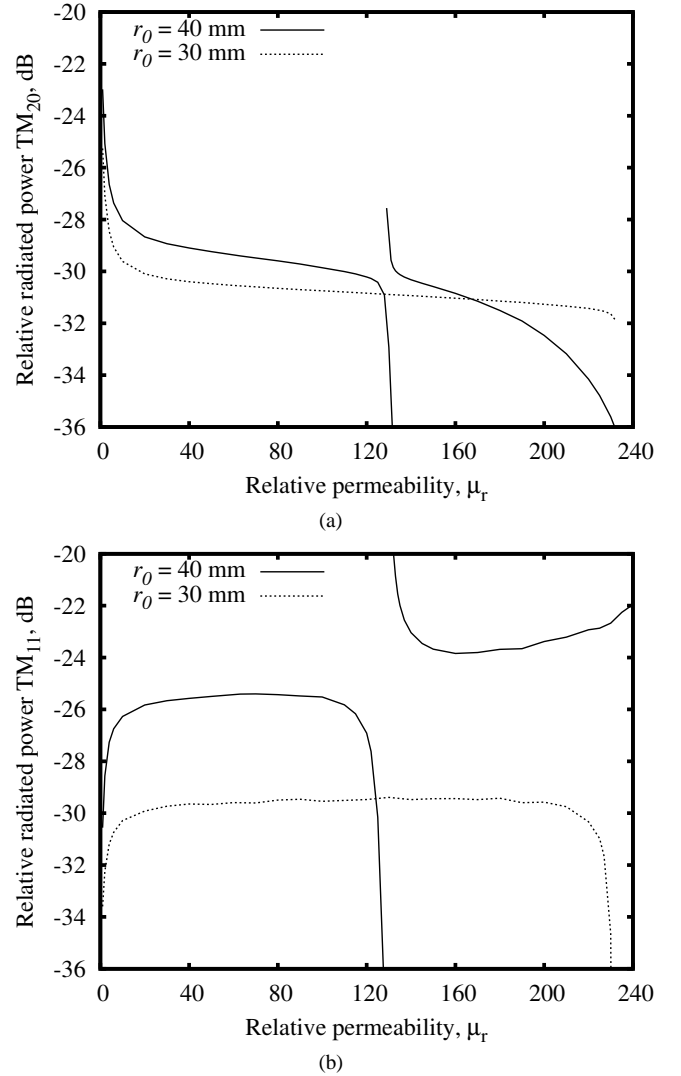 -20
-22
-24
-26
-28
-30
-32
-34
-36
Relative radiated power TM₂₀, dB
r₀ = 40 mm
r₀ = 30 mm
0 40 80 120 160 200 240
Relative permeability, μᵣ
(a)
-20
-22
-24
-26
-28
-30
-32
-34
-36
Relative radiated power TM₁₁, dB
r₀ = 40 mm
r₀ = 30 mm
0 40 80 120 160 200 240
Relative permeability, μᵣ
(b)